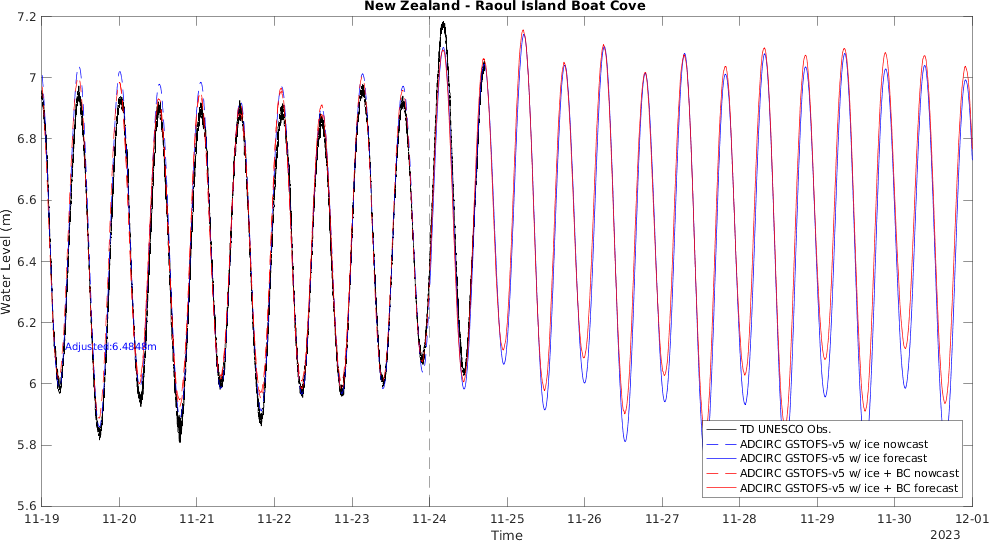 New Zealand - Raoul Island Boat Cove
7.2
7
6.8
6.6
6.4
6.2
6
5.8
5.6
Water Level (m)
Adjusted:6.4848m
TD UNESCO Obs.
ADCIRC GSTOFS-v5 w/ ice nowcast
ADCIRC GSTOFS-v5 w/ ice forecast
ADCIRC GSTOFS-v5 w/ ice + BC nowcast
ADCIRC GSTOFS-v5 w/ ice + BC forecast
11-19 11-20 11-21 11-22 11-23 11-24 11-25 11-26 11-27 11-28 11-29 11-30 12-01
Time
2023